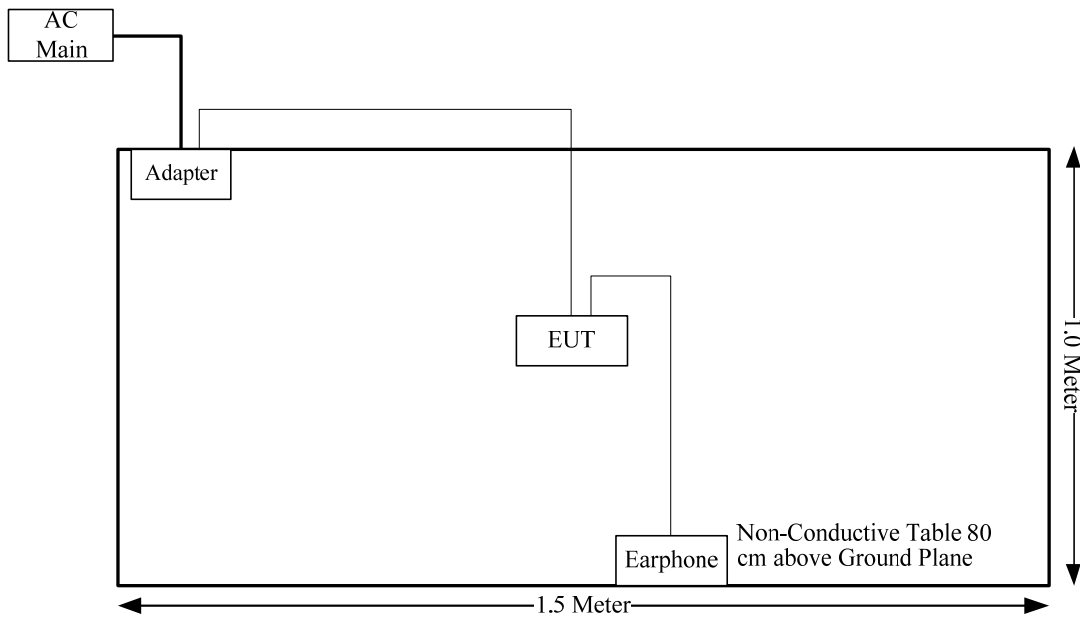 AC
Main
Adapter
EUT
1.0 Meter
Non-Conductive Table 80
cm above Ground Plane
Earphone
1.5 Meter